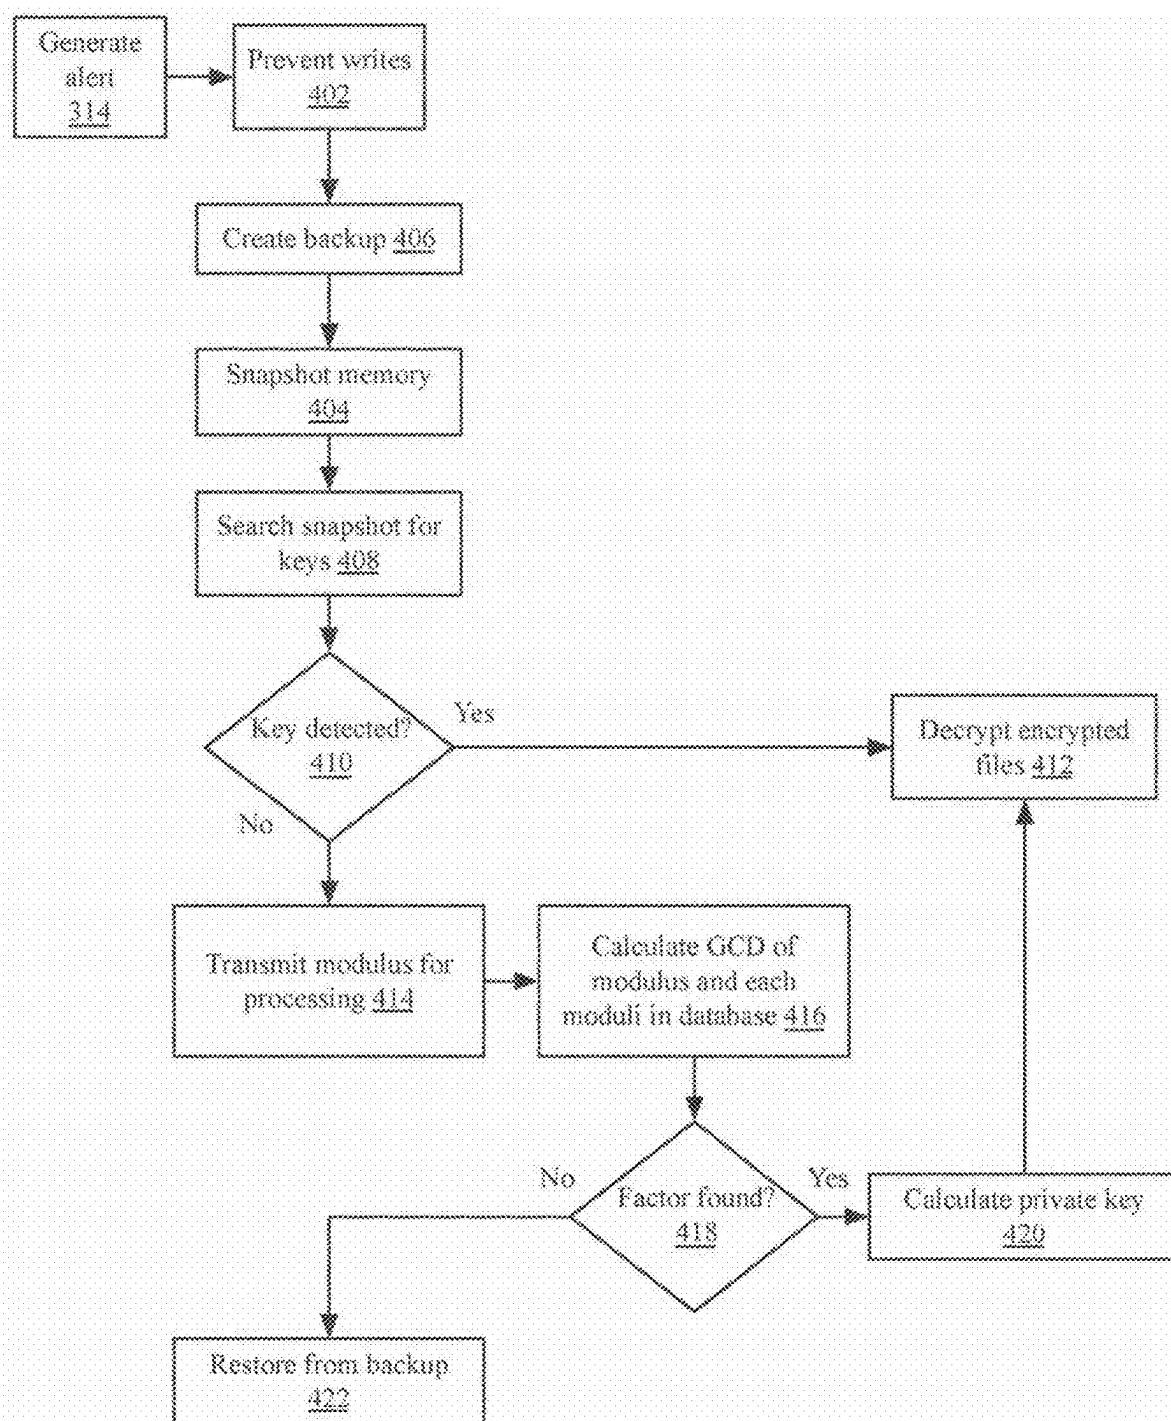 Generate
alert
314
Prevent writes
402
Create backup 406
Snapshot memory
404
Search snapshot for
keys 408
Key detected?
410
Yes
No
Decrypt encrypted
files 412
Transmit modulus for
processing 414
Calculate GCD of
modulus and each
moduli in database 416
Factor found?
418
No
Yes
Calculate private key
420
Restore from backup
422